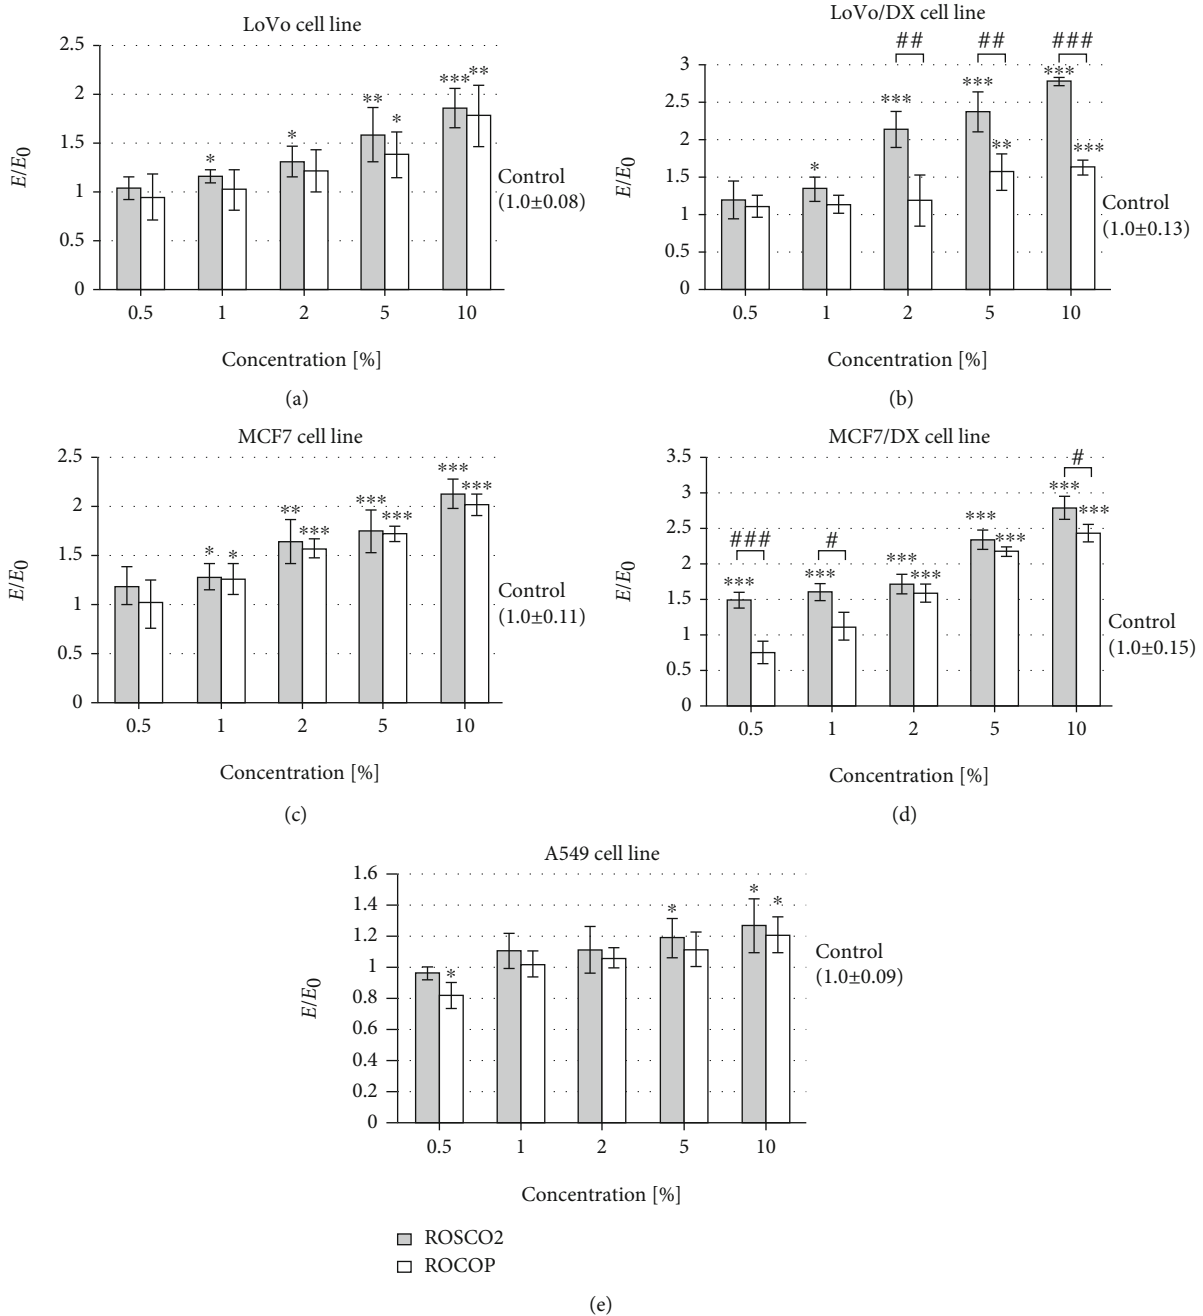 LoVo cell line
2.5
2
1.5
1
0.5
0
E/E0
* * ** * *** **
Control
(1.0±0.08)
0.5 1 2 5 10
Concentration [%]
(a)
LoVo/DX cell line
## ## ###
3
2.5
2
1.5
1
0.5
0
E/E0
* *** *** ** *** ***
Control
(1.0±0.13)
0.5 1 2 5 10
Concentration [%]
(b)
MCF7 cell line
2.5
2
1.5
1
0.5
0
E/E0
* * ** *** *** *** *** ***
Control
(1.0±0.11)
0.5 1 2 5 10
Concentration [%]
(c)
MCF7/DX cell line
### # #
3.5
3
2.5
2
1.5
1
0.5
0
E/E0
*** *** *** *** *** *** *** ***
Control
(1.0±0.15)
0.5 1 2 5 10
Concentration [%]
(d)
A549 cell line
1.6
1.4
1.2
1
0.8
0.6
0.4
0.2
0
E/E0
* * * *
Control
(1.0±0.09)
0.5 1 2 5 10
Concentration [%]
ROSCO2
ROCOP
(e)